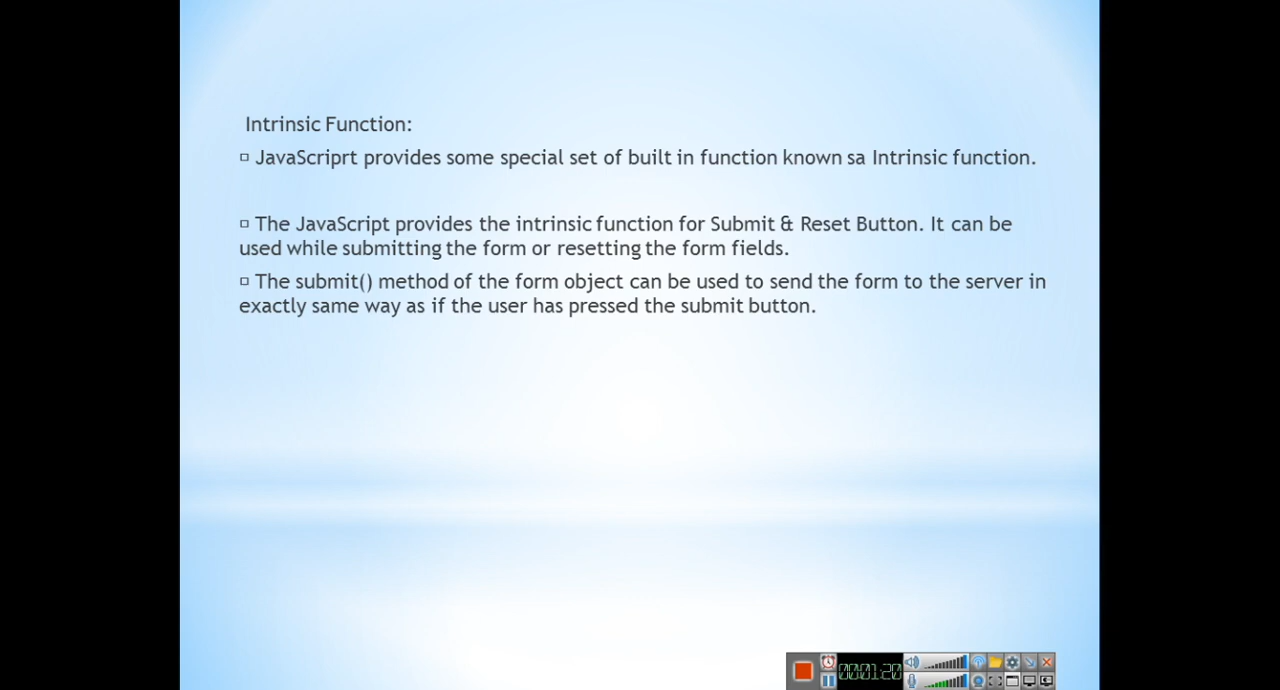 Intrinsic Function:
▫ JavaScriprt provides some special set of built in function known sa Intrinsic function.
▫ The JavaScript provides the intrinsic function for Submit & Reset Button. It can be
used while submitting the form or resetting the form fields.
▫ The submit() method of the form object can be used to send the form to the server in
exactly same way as if the user has pressed the submit button.
00:01:20